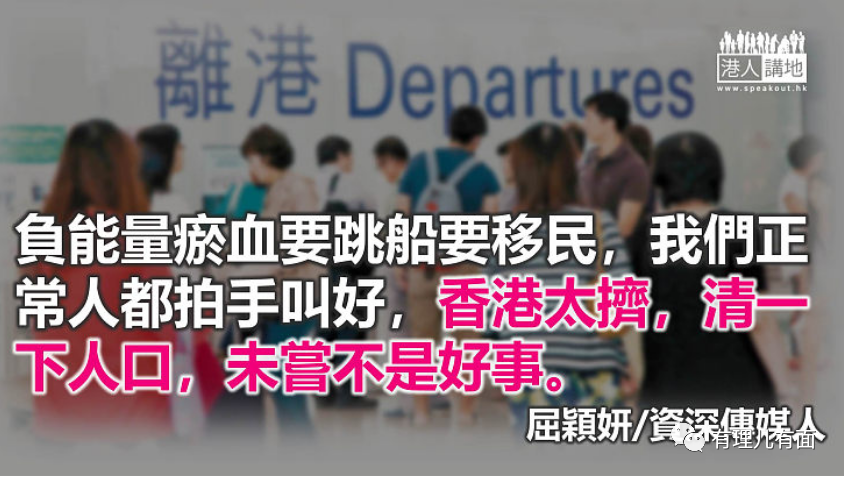 離港 Departures
港人講地
www.speakout.hk
負能量瘀血要跳船要移民，我們正
常人都拍手叫好，香港太擠，清一
下人口，未嘗不是好事。
屈穎妍/資深傳媒人
有理儿有面